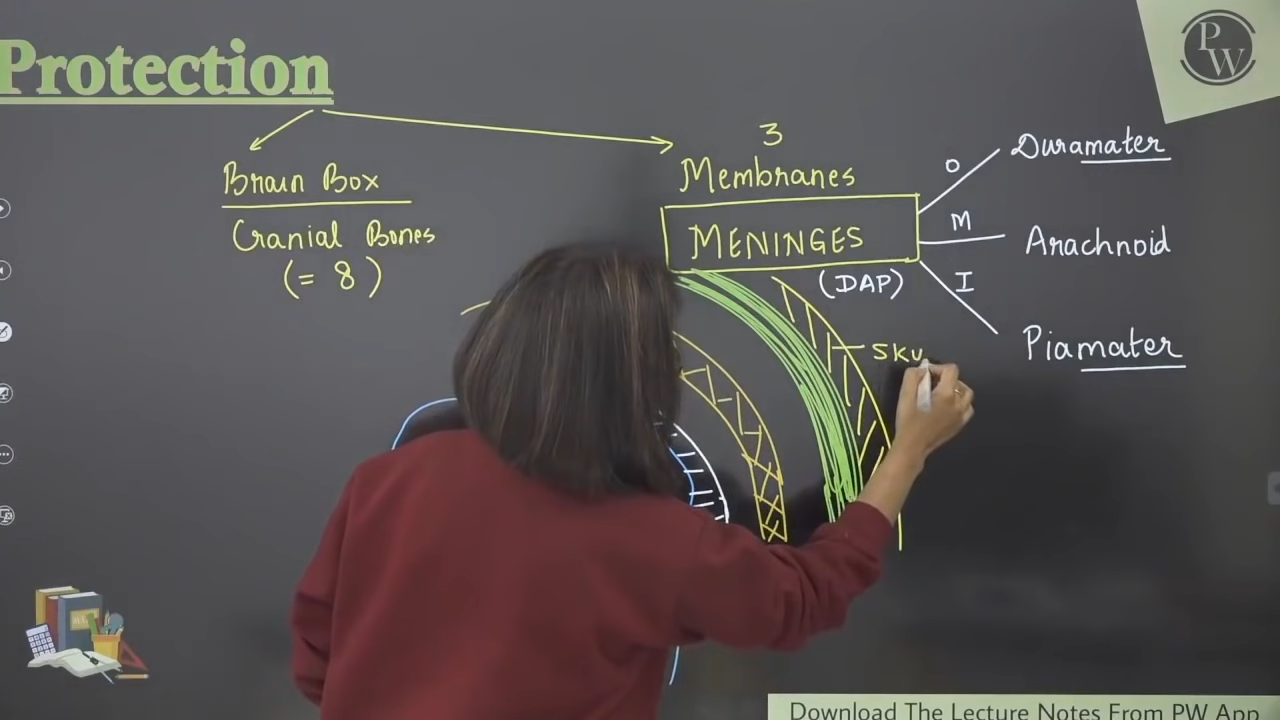 Protection
PW
Brain Box
Cranial Bones
(= 8)
3
Membranes
MENINGES
(DAP)
O
Duramater
M
Arachnoid
I
Piamater
SKU
Download The Lecture Notes From PW App